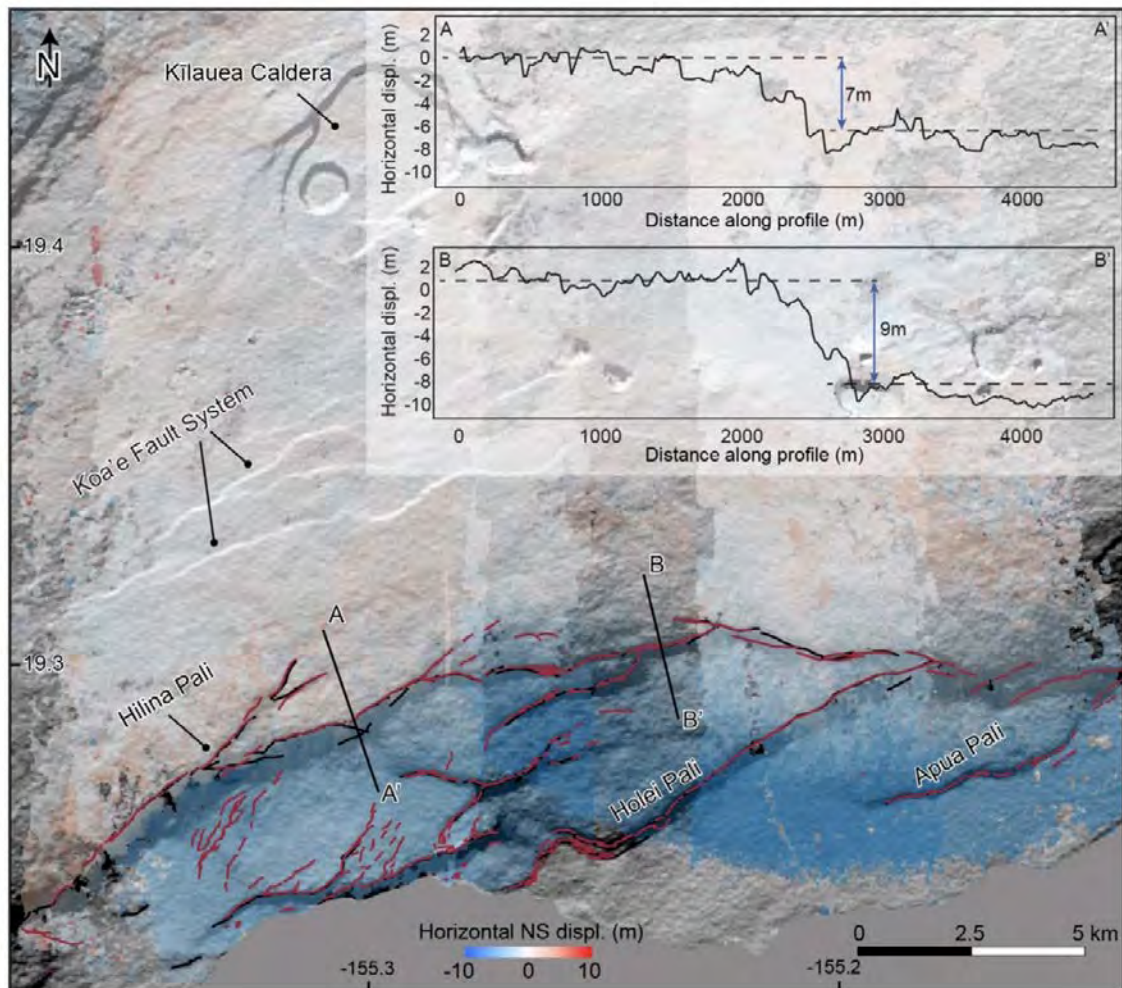 N
Kīlauea Caldera
Koa'e Fault System
Hilina Pali
Holei Pali
Apua Pali
A
A'
B
B'
19.4
19.3
-155.3
-155.2
A
A'
Horizontal displ. (m)
2
0
-2
-4
-6
-8
-10
7m
0 1000 2000 3000 4000
Distance along profile (m)
B
B'
Horizontal displ. (m)
2
0
-2
-4
-6
-8
-10
9m
0 1000 2000 3000 4000
Distance along profile (m)
Horizontal NS displ. (m)
-10 0 10
0 2.5 5 km